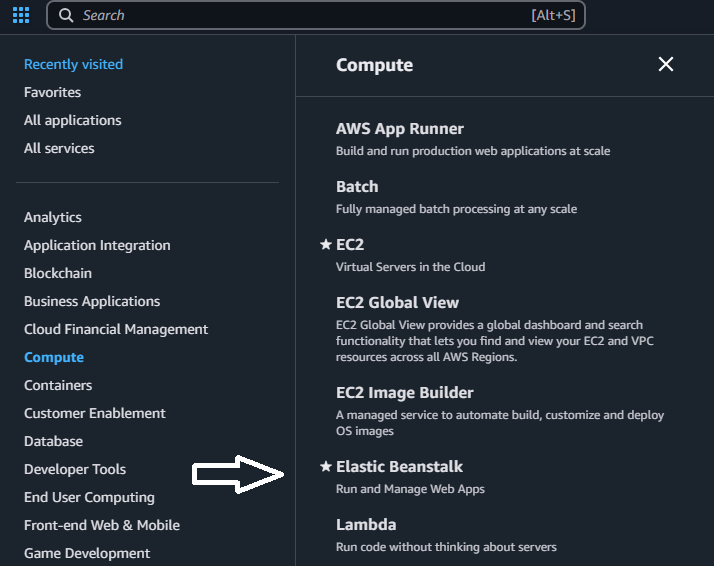 Search [Alt+S]
Recently visited
Favorites
All applications
All services
Analytics
Application Integration
Blockchain
Business Applications
Cloud Financial Management
Compute
Containers
Customer Enablement
Database
Developer Tools
End User Computing
Front-end Web & Mobile
Game Development
Compute
AWS App Runner
Build and run production web applications at scale
Batch
Fully managed batch processing at any scale
EC2
Virtual Servers in the Cloud
EC2 Global View
EC2 Global View provides a global dashboard and search
functionality that lets you find and view your EC2 and VPC
resources across all AWS Regions.
EC2 Image Builder
A managed service to automate build, customize and deploy
OS images
Elastic Beanstalk
Run and Manage Web Apps
Lambda
Run code without thinking about servers